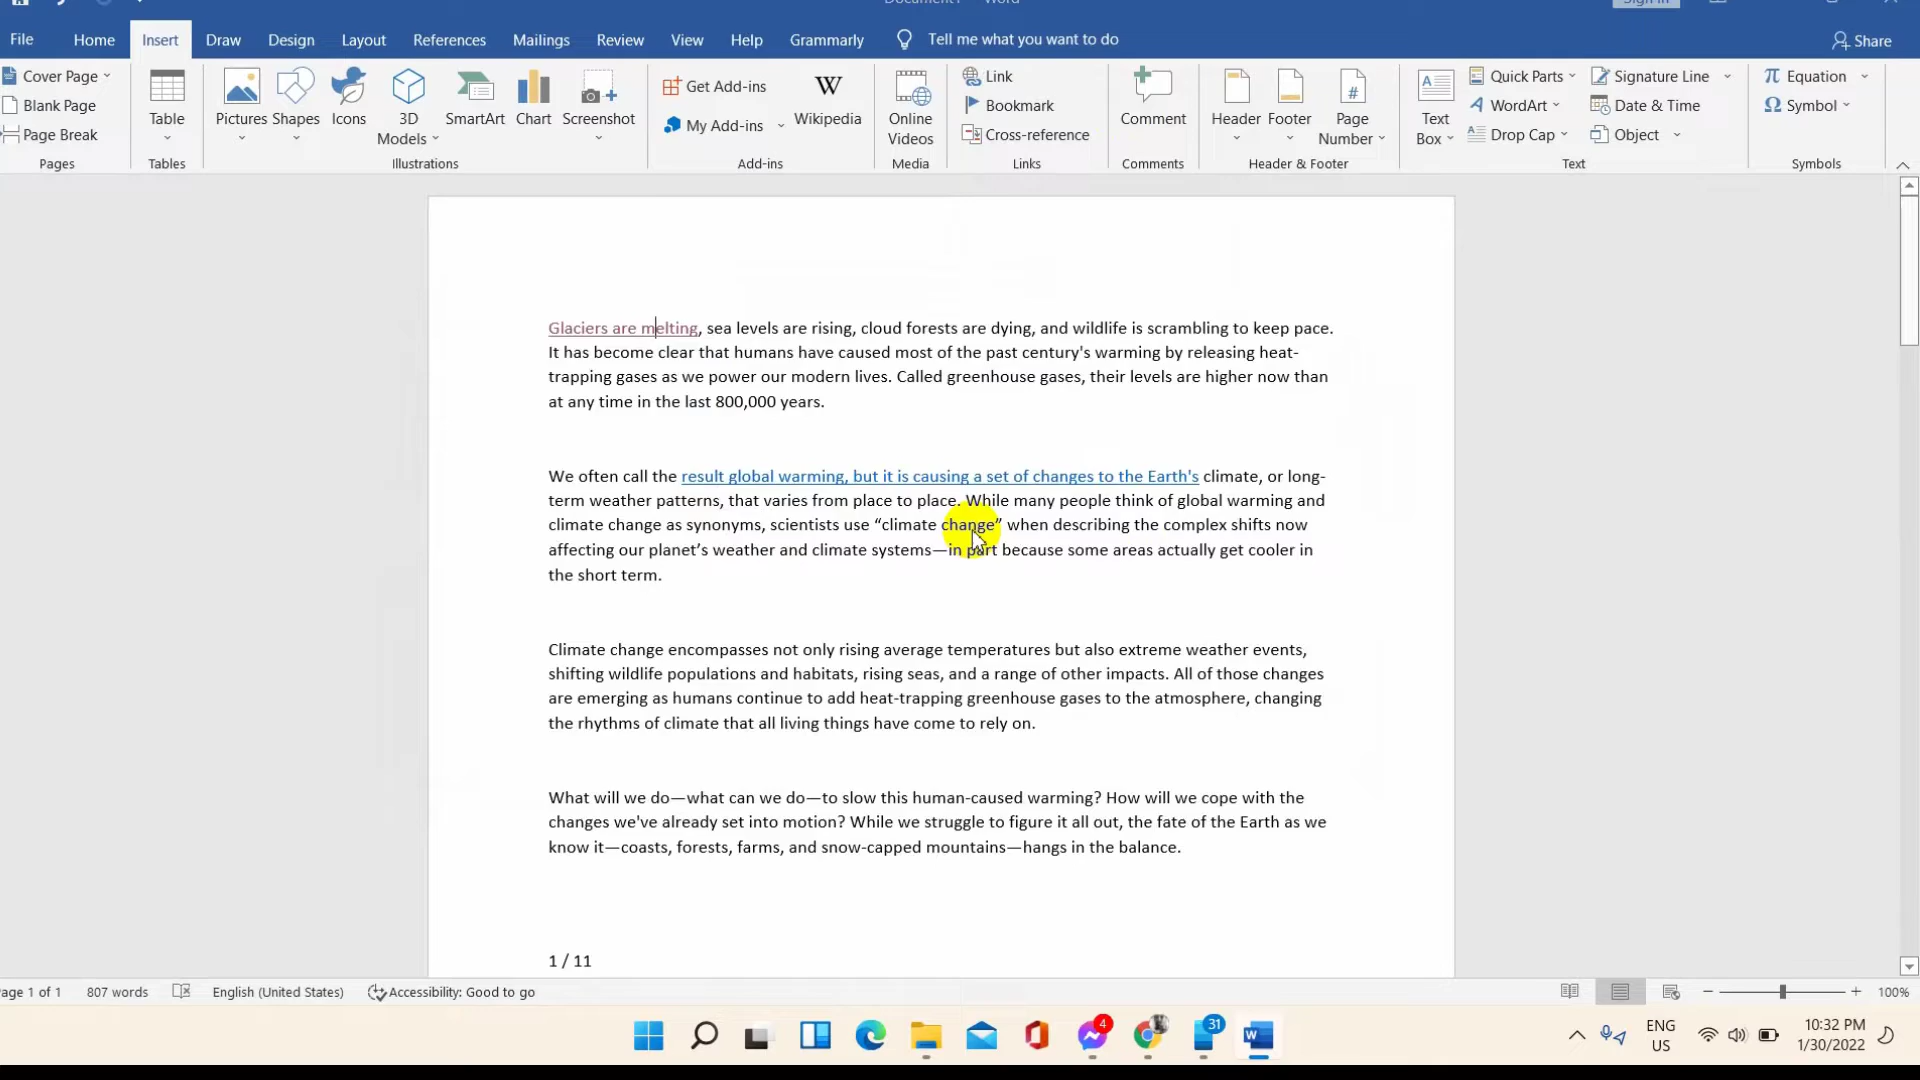 File Home Insert Draw Design Layout References Mailings Review View Help Grammarly Tell me what you want to do Share
Cover Page
Blank Page
Page Break
Pages
Table
Tables
Pictures
Shapes
Icons
3D
Models
SmartArt
Chart
Screenshot
Illustrations
Get Add-ins
My Add-ins
W
Wikipedia
Add-ins
Online
Videos
Media
Link
Bookmark
Cross-reference
Links
Comment
Comments
Header
Footer
Page
Number
Header & Footer
Text
Box
Quick Parts
WordArt
Drop Cap
Signature Line
Date & Time
Object
Text
π Equation
Ω Symbol
Symbols
Glaciers are melting, sea levels are rising, cloud forests are dying, and wildlife is scrambling to keep pace.
It has become clear that humans have caused most of the past century's warming by releasing heat-
trapping gases as we power our modern lives. Called greenhouse gases, their levels are higher now than
at any time in the last 800,000 years.
We often call the result global warming, but it is causing a set of changes to the Earth's climate, or long-
term weather patterns, that varies from place to place. While many people think of global warming and
climate change as synonyms, scientists use “climate change” when describing the complex shifts now
affecting our planet’s weather and climate systems—in part because some areas actually get cooler in
the short term.
Climate change encompasses not only rising average temperatures but also extreme weather events,
shifting wildlife populations and habitats, rising seas, and a range of other impacts. All of those changes
are emerging as humans continue to add heat-trapping greenhouse gases to the atmosphere, changing
the rhythms of climate that all living things have come to rely on.
What will we do—what can we do—to slow this human-caused warming? How will we cope with the
changes we've already set into motion? While we struggle to figure it all out, the fate of the Earth as we
know it—coasts, forests, farms, and snow-capped mountains—hangs in the balance.
1 / 11
age 1 of 1 807 words English (United States) Accessibility: Good to go 100%
4
31
W
ENG
US
10:32 PM
1/30/2022